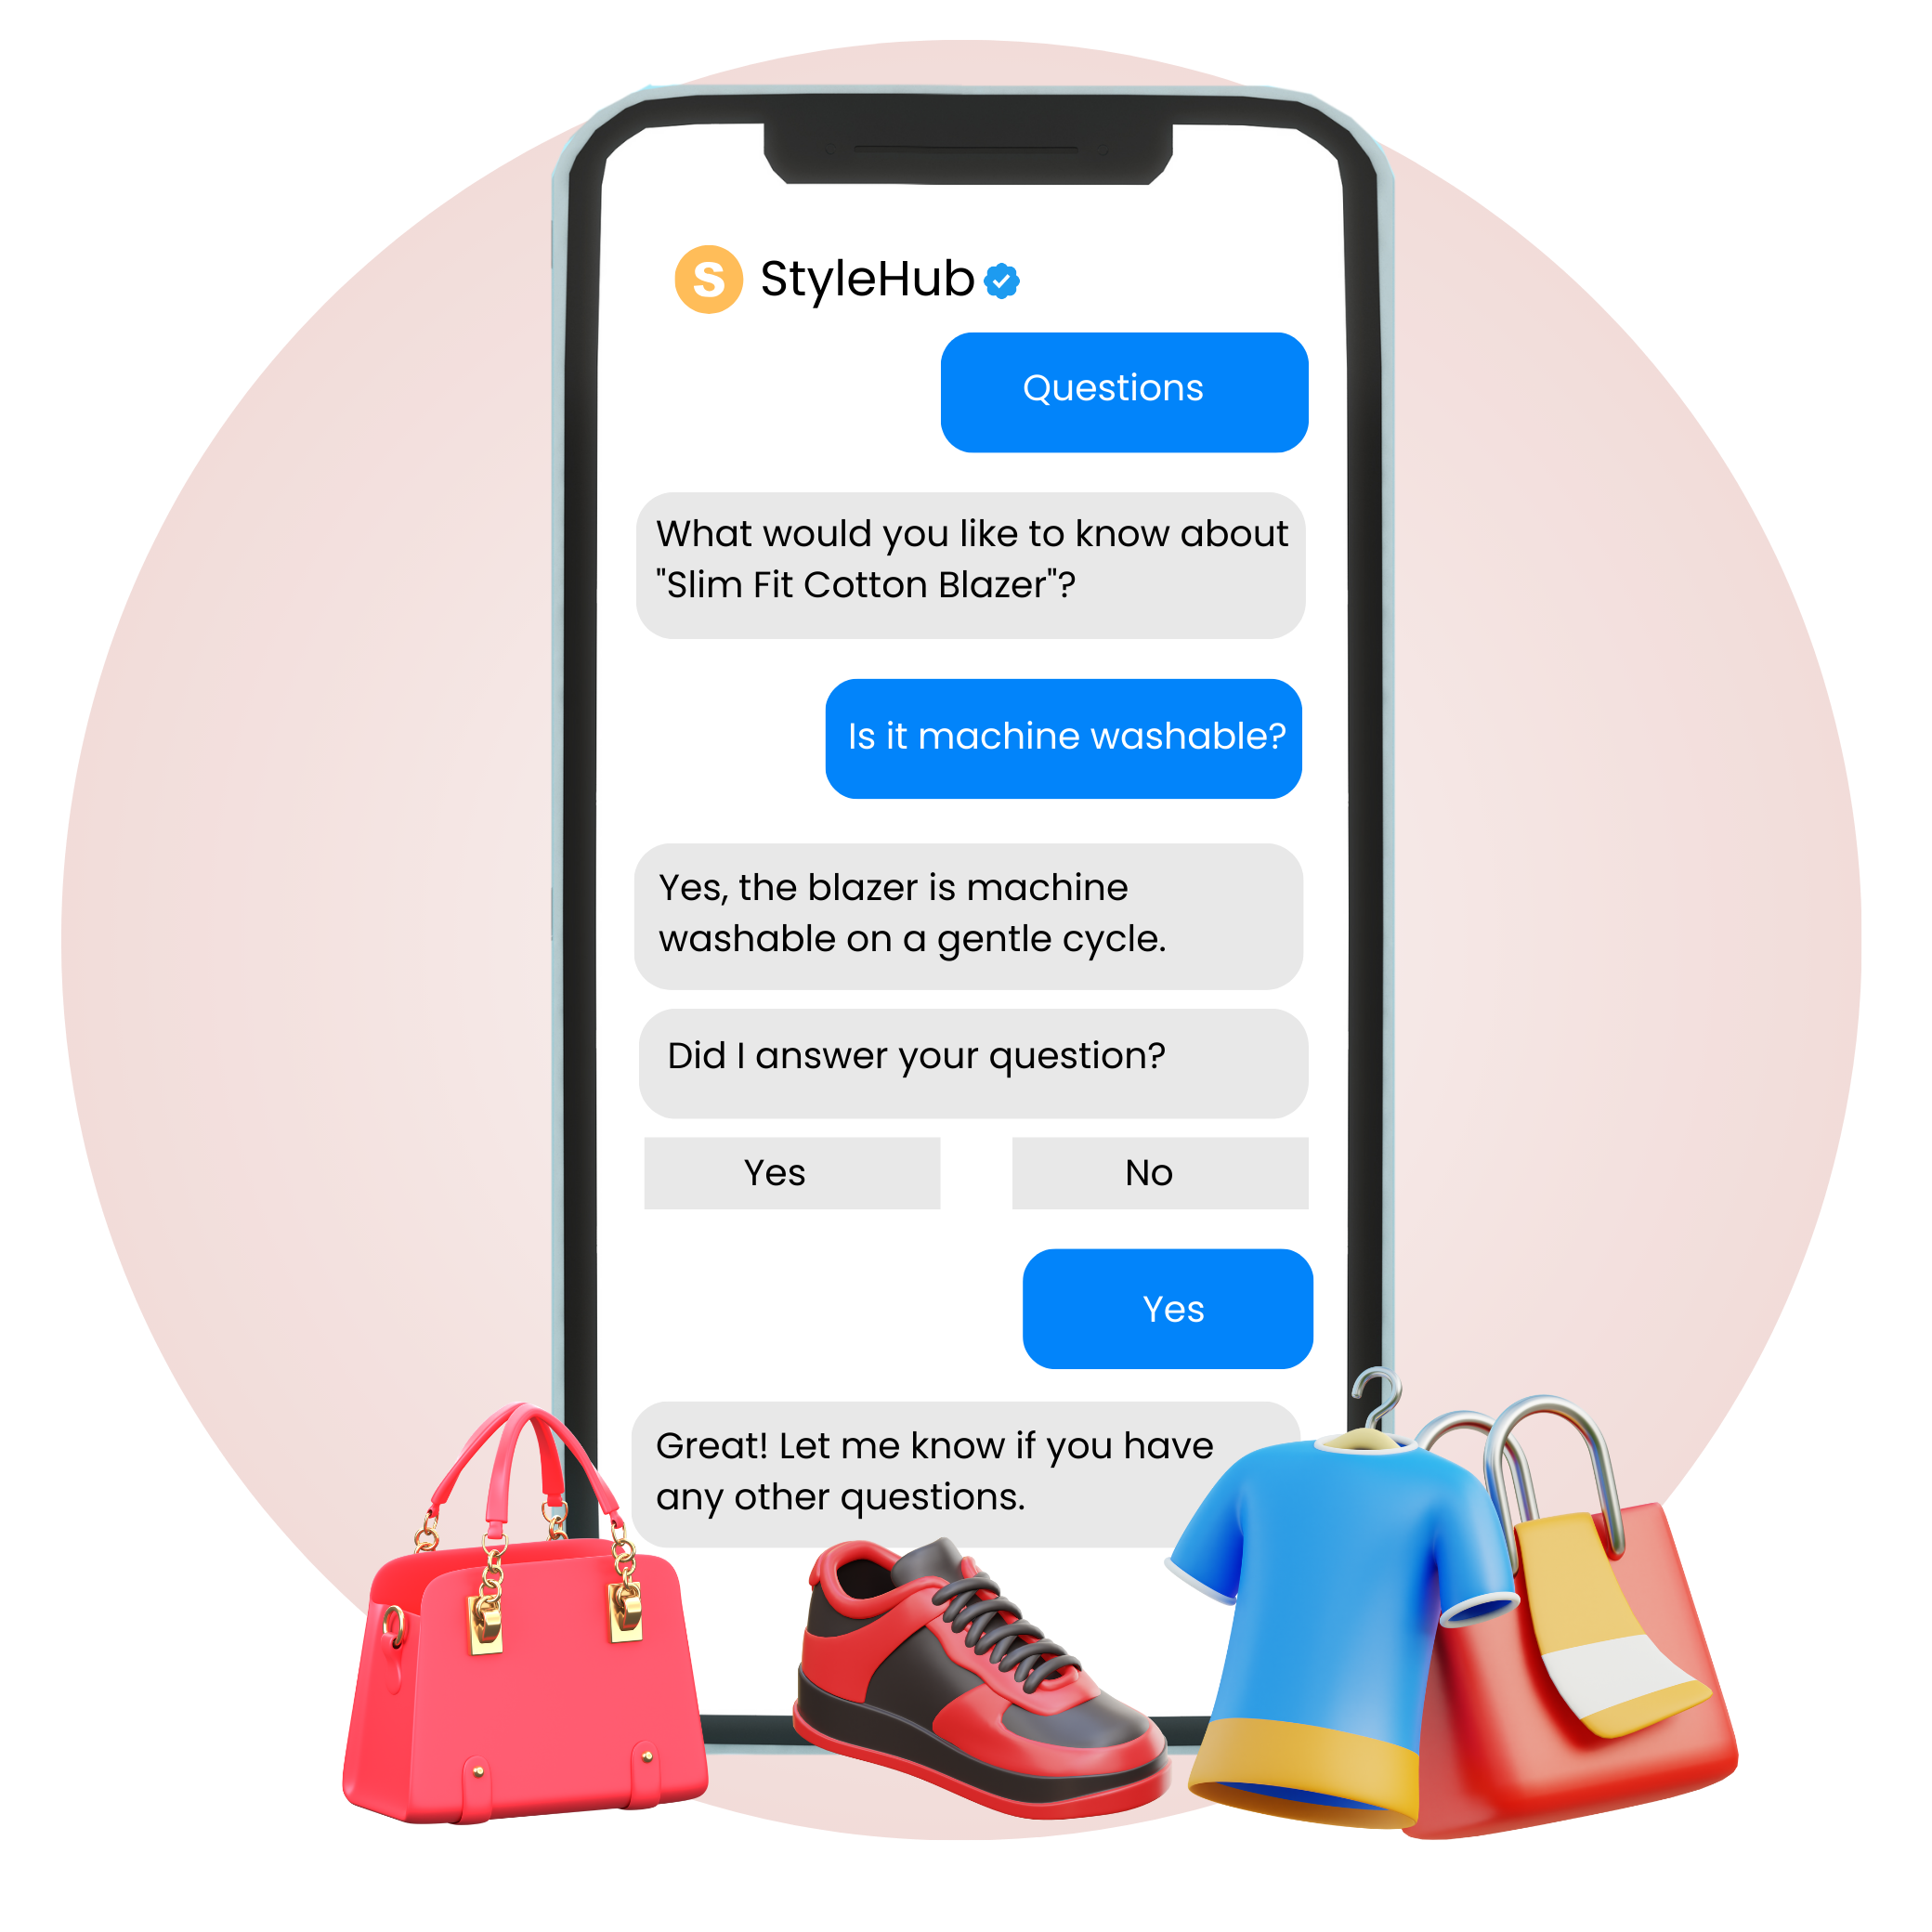 S StyleHub
Questions
What would you like to know about
"Slim Fit Cotton Blazer"?
Is it machine washable?
Yes, the blazer is machine
washable on a gentle cycle.
Did I answer your question?
Yes No
Yes
Great! Let me know if you have
any other questions.